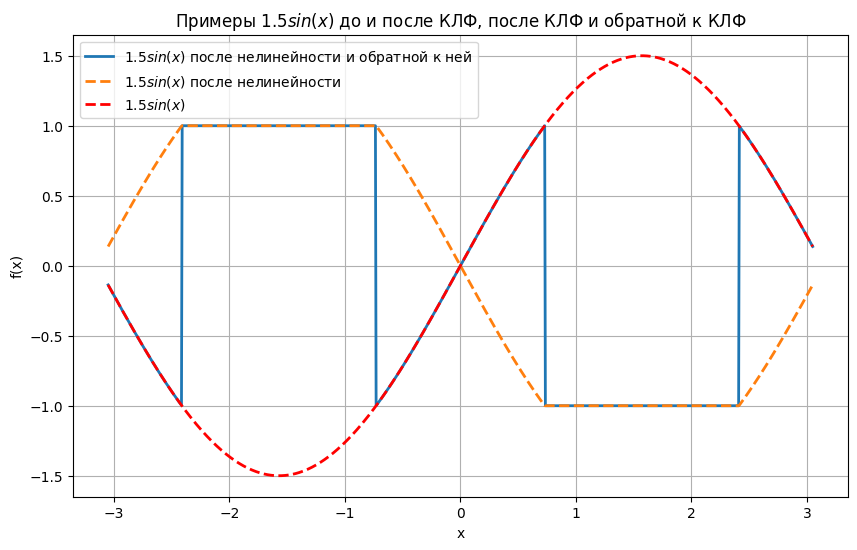 Примеры 1.5sin(x) до и после КЛФ, после КЛФ и обратной к КЛФ
1.5sin(x) после нелинейности и обратной к ней
1.5sin(x) после нелинейности
1.5sin(x)
1.5
1.0
0.5
0.0
−0.5
−1.0
−1.5
f(x)
−3 −2 −1 0 1 2 3
x